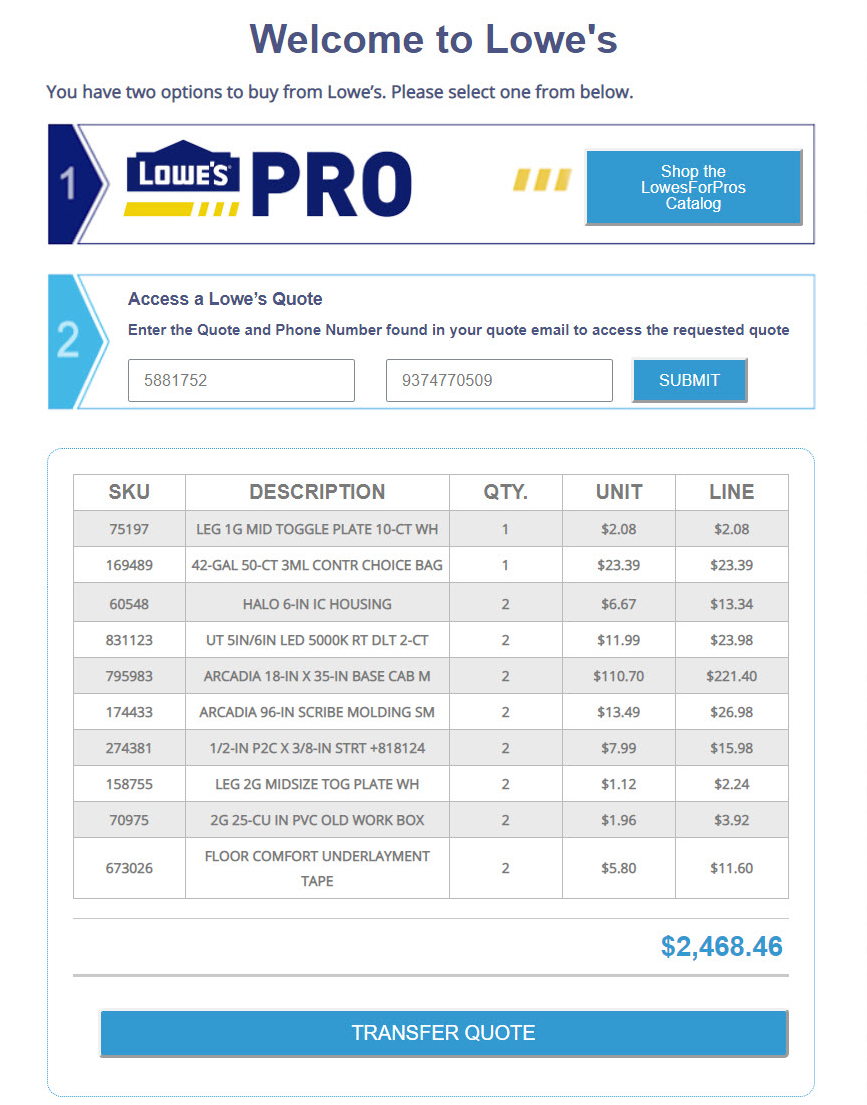 Welcome to Lowe's
You have two options to buy from Lowe’s. Please select one from below.
1
LOWE'S PRO
Shop the
LowesForPros
Catalog
2
Access a Lowe’s Quote
Enter the Quote and Phone Number found in your quote email to access the requested quote
5881752 9374770509 SUBMIT
SKU DESCRIPTION QTY. UNIT LINE
75197 LEG 1G MID TOGGLE PLATE 10-CT WH 1 $2.08 $2.08
169489 42-GAL 50-CT 3ML CONTR CHOICE BAG 1 $23.39 $23.39
60548 HALO 6-IN IC HOUSING 2 $6.67 $13.34
831123 UT 5IN/6IN LED 5000K RT DLT 2-CT 2 $11.99 $23.98
795983 ARCADIA 18-IN X 35-IN BASE CAB M 2 $110.70 $221.40
174433 ARCADIA 96-IN SCRIBE MOLDING SM 2 $13.49 $26.98
274381 1/2-IN P2C X 3/8-IN STRT +818124 2 $7.99 $15.98
158755 LEG 2G MIDSIZE TOG PLATE WH 2 $1.12 $2.24
70975 2G 25-CU IN PVC OLD WORK BOX 2 $1.96 $3.92
673026 FLOOR COMFORT UNDERLAYMENT
TAPE 2 $5.80 $11.60
$2,468.46
TRANSFER QUOTE